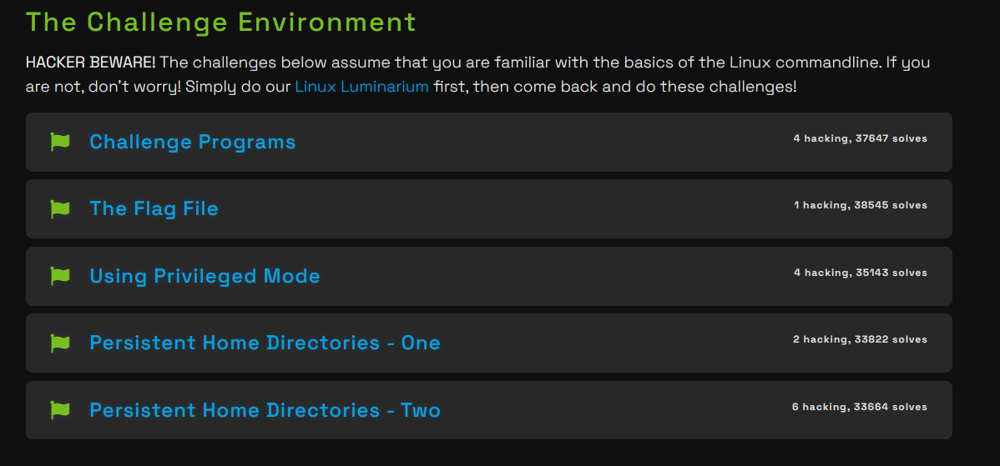 The Challenge Environment
HACKER BEWARE! The challenges below assume that you are familiar with the basics of the Linux commandline. If you
are not, don't worry! Simply do our Linux Luminarium first, then come back and do these challenges!
Challenge Programs 4 hacking, 37647 solves
The Flag File 1 hacking, 38545 solves
Using Privileged Mode 4 hacking, 35143 solves
Persistent Home Directories - One 2 hacking, 33822 solves
Persistent Home Directories - Two 6 hacking, 33664 solves